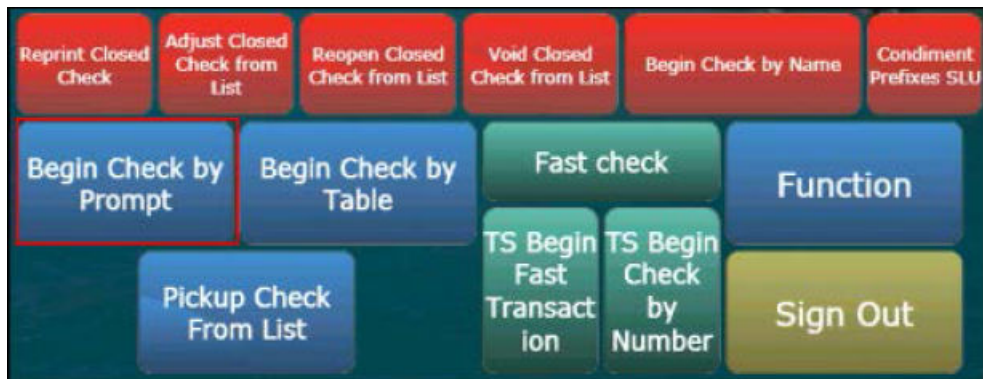 Reprint Closed
Check
Adjust Closed
Check from
List
Reopen Closed
Check from List
Void Closed
Check from List
Begin Check by Name
Condiment
Prefixes SLU
Begin Check by
Prompt
Begin Check by
Table
Fast check
Function
TS Begin
Fast
Transact
ion
TS Begin
Check
by
Number
Pickup Check
From List
Sign Out